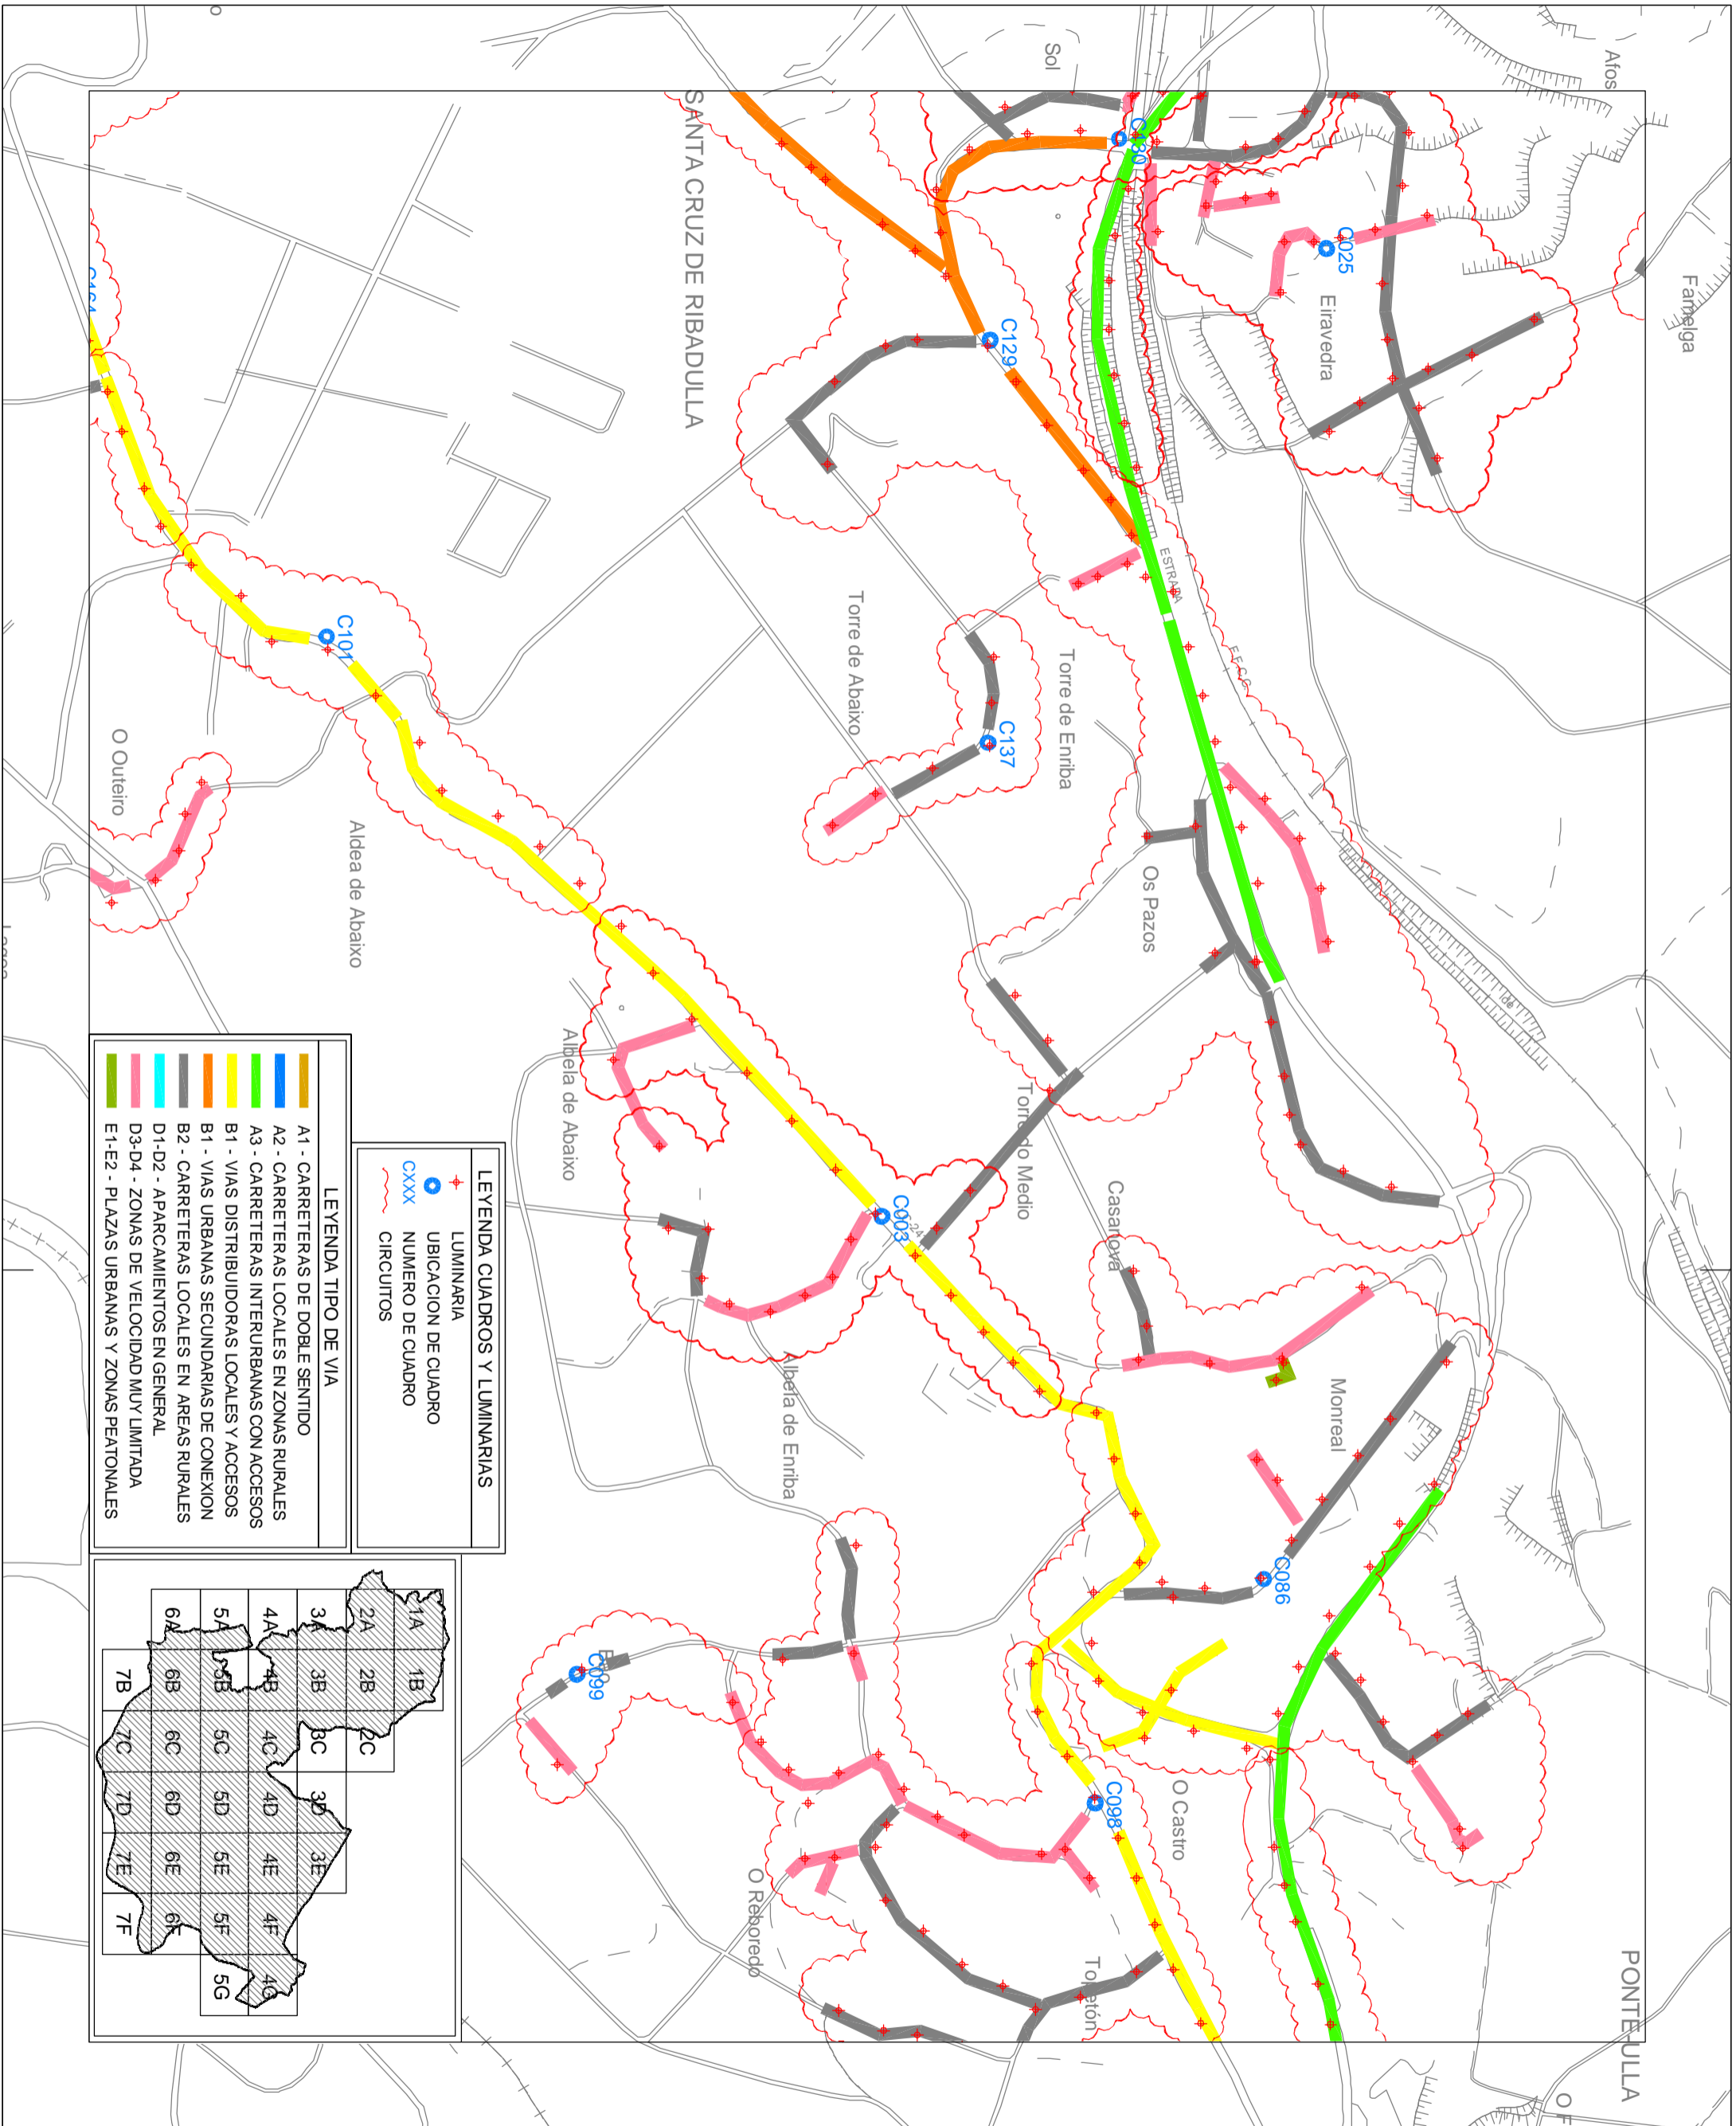 Afos
Sol
Famelga
C130
C025
Eiravedra
SANTA CRUZ DE RIBADULLA
C129
ESTRADA
F.F.C.C.
C101
Torre de Abaixo
Torre de Enriba
C137
O Outeiro
Aldea de Abaixo
Os Pazos
Albela de Abaixo
Torre do Medio
Casanova
C003
Albela de Enriba
Monreal
C086
C099
C098
O Castro
O Reboredo
PONTE-ULLA
LEYENDA CUADROS Y LUMINARIAS
LUMINARIA
UBICACION DE CUADRO
CXXX NUMERO DE CUADRO
CIRCUITOS
LEYENDA TIPO DE VIA
A1 - CARRETERAS DE DOBLE SENTIDO
A2 - CARRETERAS LOCALES EN ZONAS RURALES
A3 - CARRETERAS INTERURBANAS CON ACCESOS
B1 - VIAS DISTRIBUIDORAS LOCALES Y ACCESOS
B1 - VIAS URBANAS SECUNDARIAS DE CONEXION
B2 - CARRETERAS LOCALES EN AREAS RURALES
D1-D2 - APARCAMIENTOS EN GENERAL
D3-D4 - ZONAS DE VELOCIDAD MUY LIMITADA
E1-E2 - PLAZAS URBANAS Y ZONAS PEATONALES
1A 1B
2A 2B 2C
3A 3B 3C 3D 3E
4A 4B 4C 4D 4E 4F 4G
5A 5B 5C 5D 5E 5F 5G
6A 6B 6C 6D 6E 6F
7B 7C 7D 7E 7F